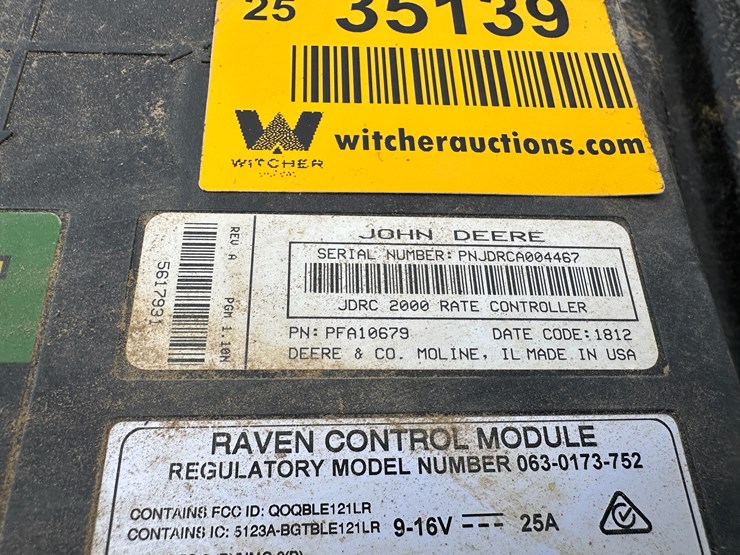 25 35139
witcherauctions.com
WITCHER
JOHN DEERE
SERIAL NUMBER: PNJDRCA004467
JDRC 2000 RATE CONTROLLER
PN: PFA10679 DATE CODE:1812
DEERE & CO. MOLINE, IL MADE IN USA
REV A PGM 1.10
5617931
RAVEN CONTROL MODULE
REGULATORY MODEL NUMBER 063-0173-752
CONTAINS FCC ID: QOQBLE121LR
CONTAINS IC: 5123A-BGTBLE121LR 9-16V 25A